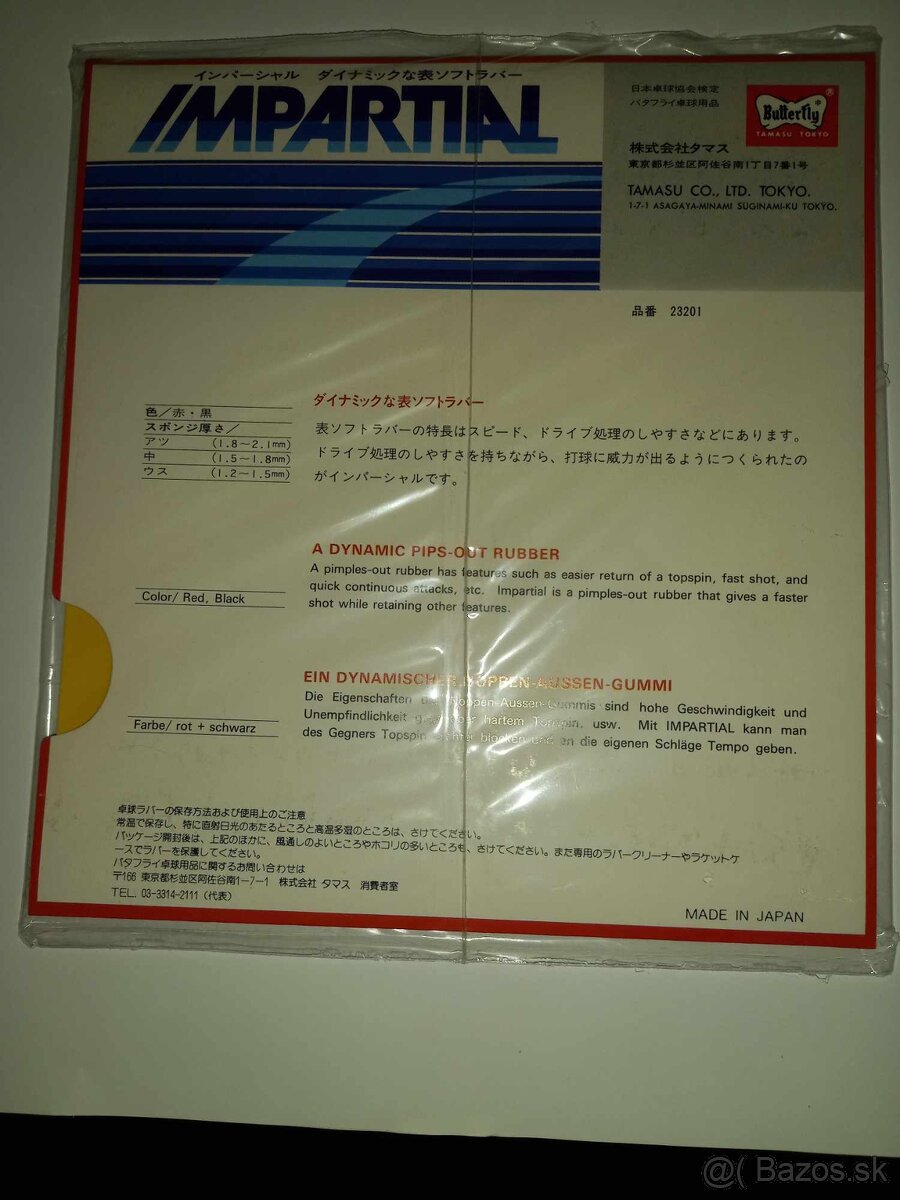 インパーシャル ダイナミックな表ソフトラバー
IMPARTIAL
日本卓球協会検定
バタフライ卓球用品
Butterfly
TAMASU TOKYO
株式会社タマス
東京都杉並区阿佐谷南1丁目7番1号
TAMASU CO., LTD. TOKYO.
1-7-1 ASAGAYA-MINAMI SUGINAMI-KU TOKYO.
品番 23201
色/赤・黒
スポンジ厚さ/
アツ (1.8~2.1mm)
中 (1.5~1.8mm)
ウス (1.2~1.5mm)
ダイナミックな表ソフトラバー
表ソフトラバーの特長はスピード、ドライブ処理のしやすさなどにあります。
ドライブ処理のしやすさを持ちながら、打球に威力が出るようにつくられたの
がインパーシャルです。
Color/ Red, Black
A DYNAMIC PIPS-OUT RUBBER
A pimples-out rubber has features such as easier return of a topspin, fast shot, and
quick continuous attacks, etc. Impartial is a pimples-out rubber that gives a faster
shot while retaining other features.
Farbe/ rot + schwarz
EIN DYNAMISCHER NOPPEN-AUSSEN-GUMMI
Die Eigenschaften Noppen-Aussen-Gummis sind hohe Geschwindigkeit und
Unempfindlichkeit gegenüber hartem Topspin, usw. Mit IMPARTIAL kann man
des Gegners Topspin leichter blocken und an die eigenen Schläge Tempo geben.
卓球ラバーの保存方法および使用上のご注意
常温で保存し、特に直射日光のあたるところと高温多湿のところは、さけてください。
パッケージ開封後は、上記のほかに、風通しのよいところやホコリの多いところも、さけてください。また専用のラバークリーナーやラケットケ
ースでラバーを保護してください。
バタフライ卓球用品に関するお問い合わせは
〒166 東京都杉並区阿佐谷南1-7-1 株式会社 タマス 消費者室
TEL. 03-3314-2111 (代表)
MADE IN JAPAN
@( Bazos.sk